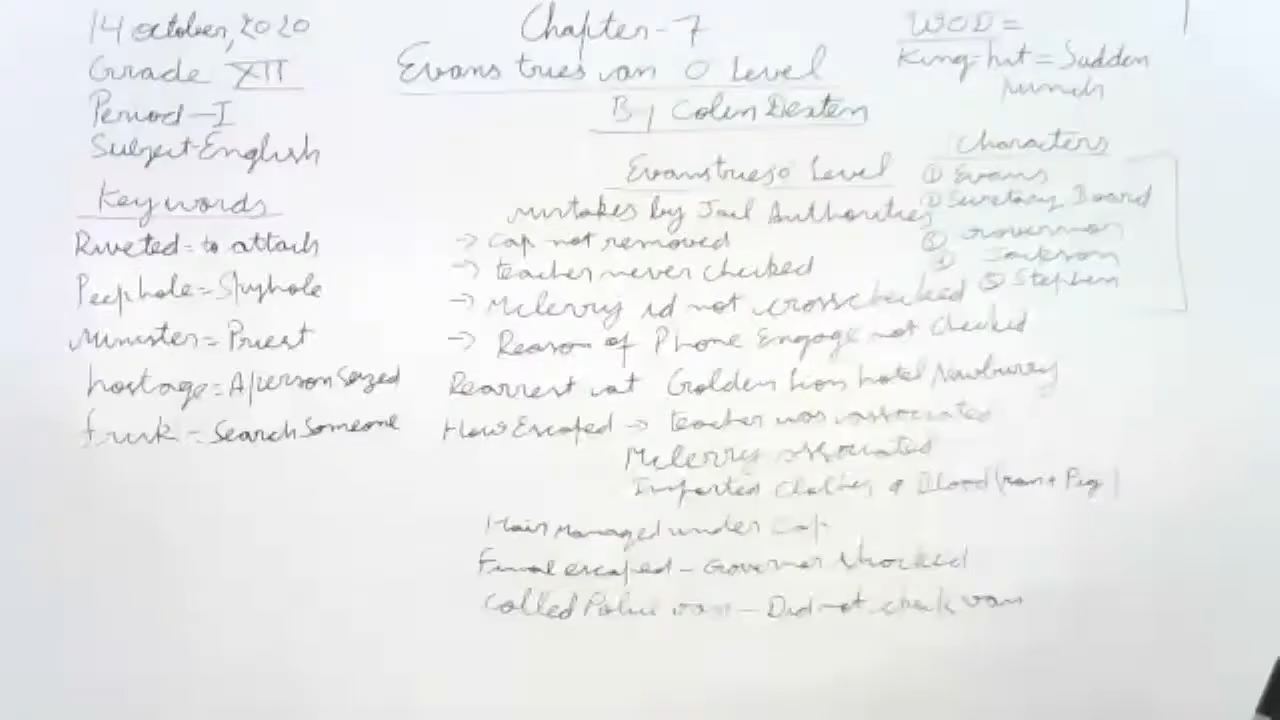 14 October, 2020
Grade XII
Period-I
Subject-English
Chapter-7
Evans tries an O Level
By Colin Dexter
WOD =
King-hit = Sudden
Punch
Keywords
Riveted = to attach
Peephole = Spyhole
Minister = Priest
hostage = A person Seized
frisk - Search Someone
Evans tries O Level
mistakes by Jail Authorities
-> Cap not removed
-> teacher never checked
-> Mclerry id not crosschecked
-> Reason of Phone Engage not checked
Rearrest at Golden Lion hotel Newbury
How Escaped -> teacher was associated
Mclerry associated
Imported Clothes & Blood
Hair Managed under Cap
Final escaped - Governor Shocked
Called Police van - Did not check van
Characters
① Evans
Secretary Board
Governor
Jackson
⑤ Stephen